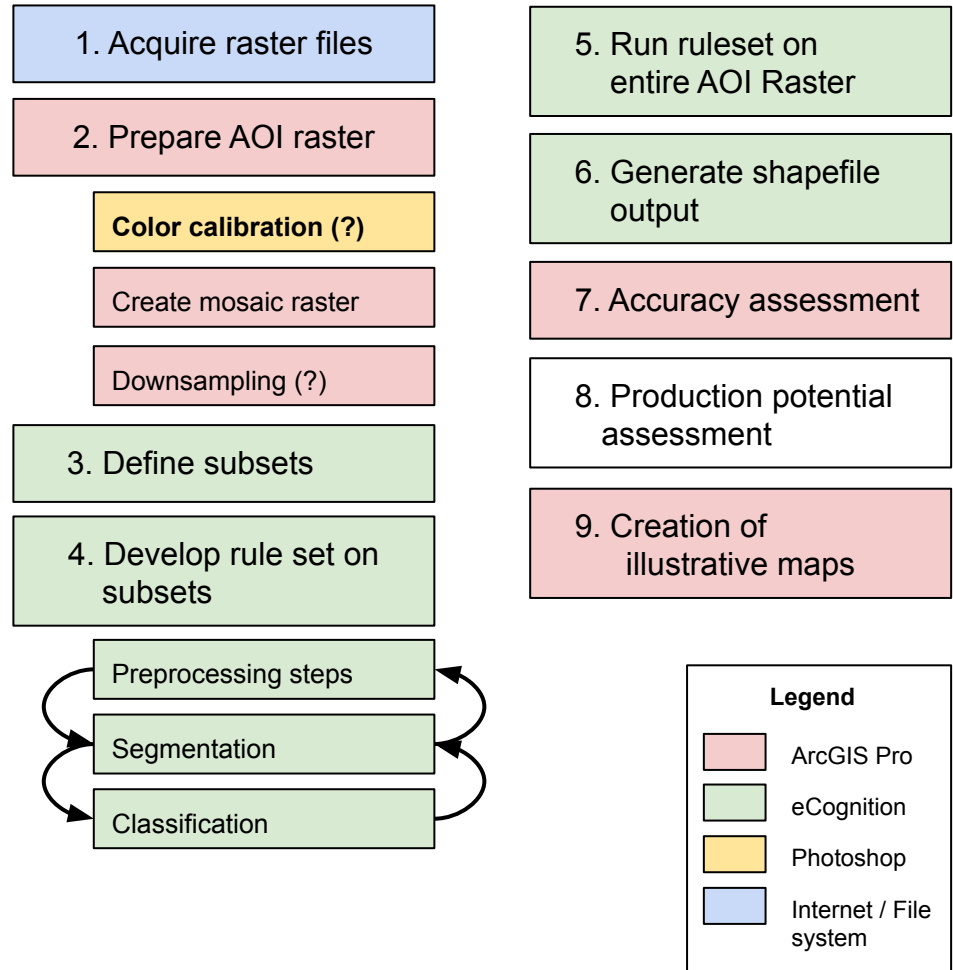 1. Acquire raster files
2. Prepare AOI raster
Color calibration (?)
Create mosaic raster
Downsampling (?)
3. Define subsets
4. Develop rule set on
subsets
Preprocessing steps
Segmentation
Classification
5. Run ruleset on
entire AOI Raster
6. Generate shapefile
output
7. Accuracy assessment
8. Production potential
assessment
9. Creation of
illustrative maps
Legend
ArcGIS Pro
eCognition
Photoshop
Internet / File
system